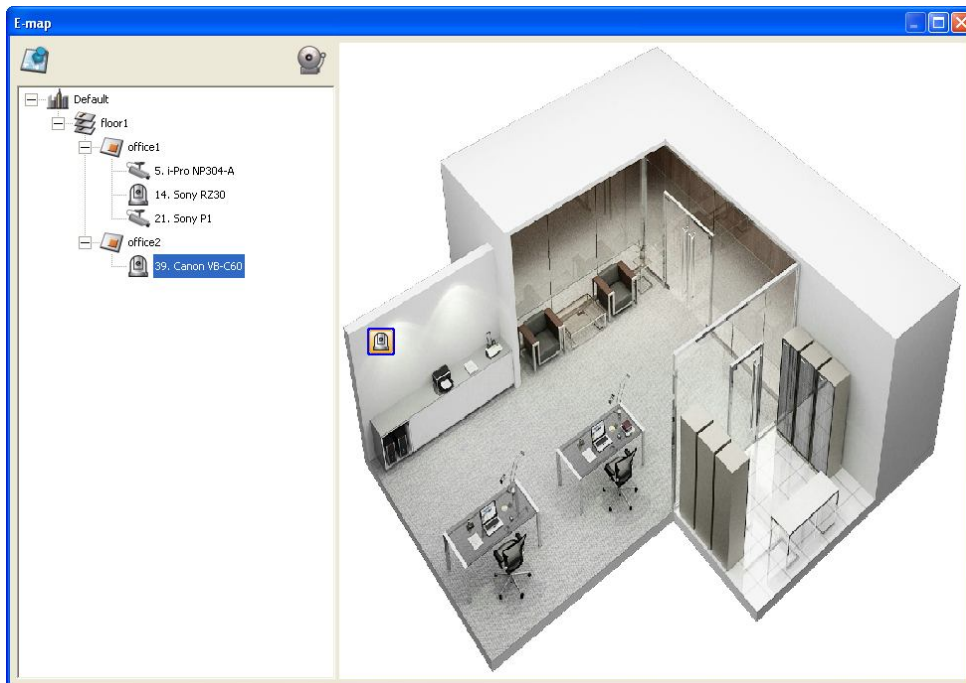 E-map
Default
floor1
office1
5. i-Pro NP304-A
14. Sony RZ30
21. Sony P1
office2
39. Canon VB-C60